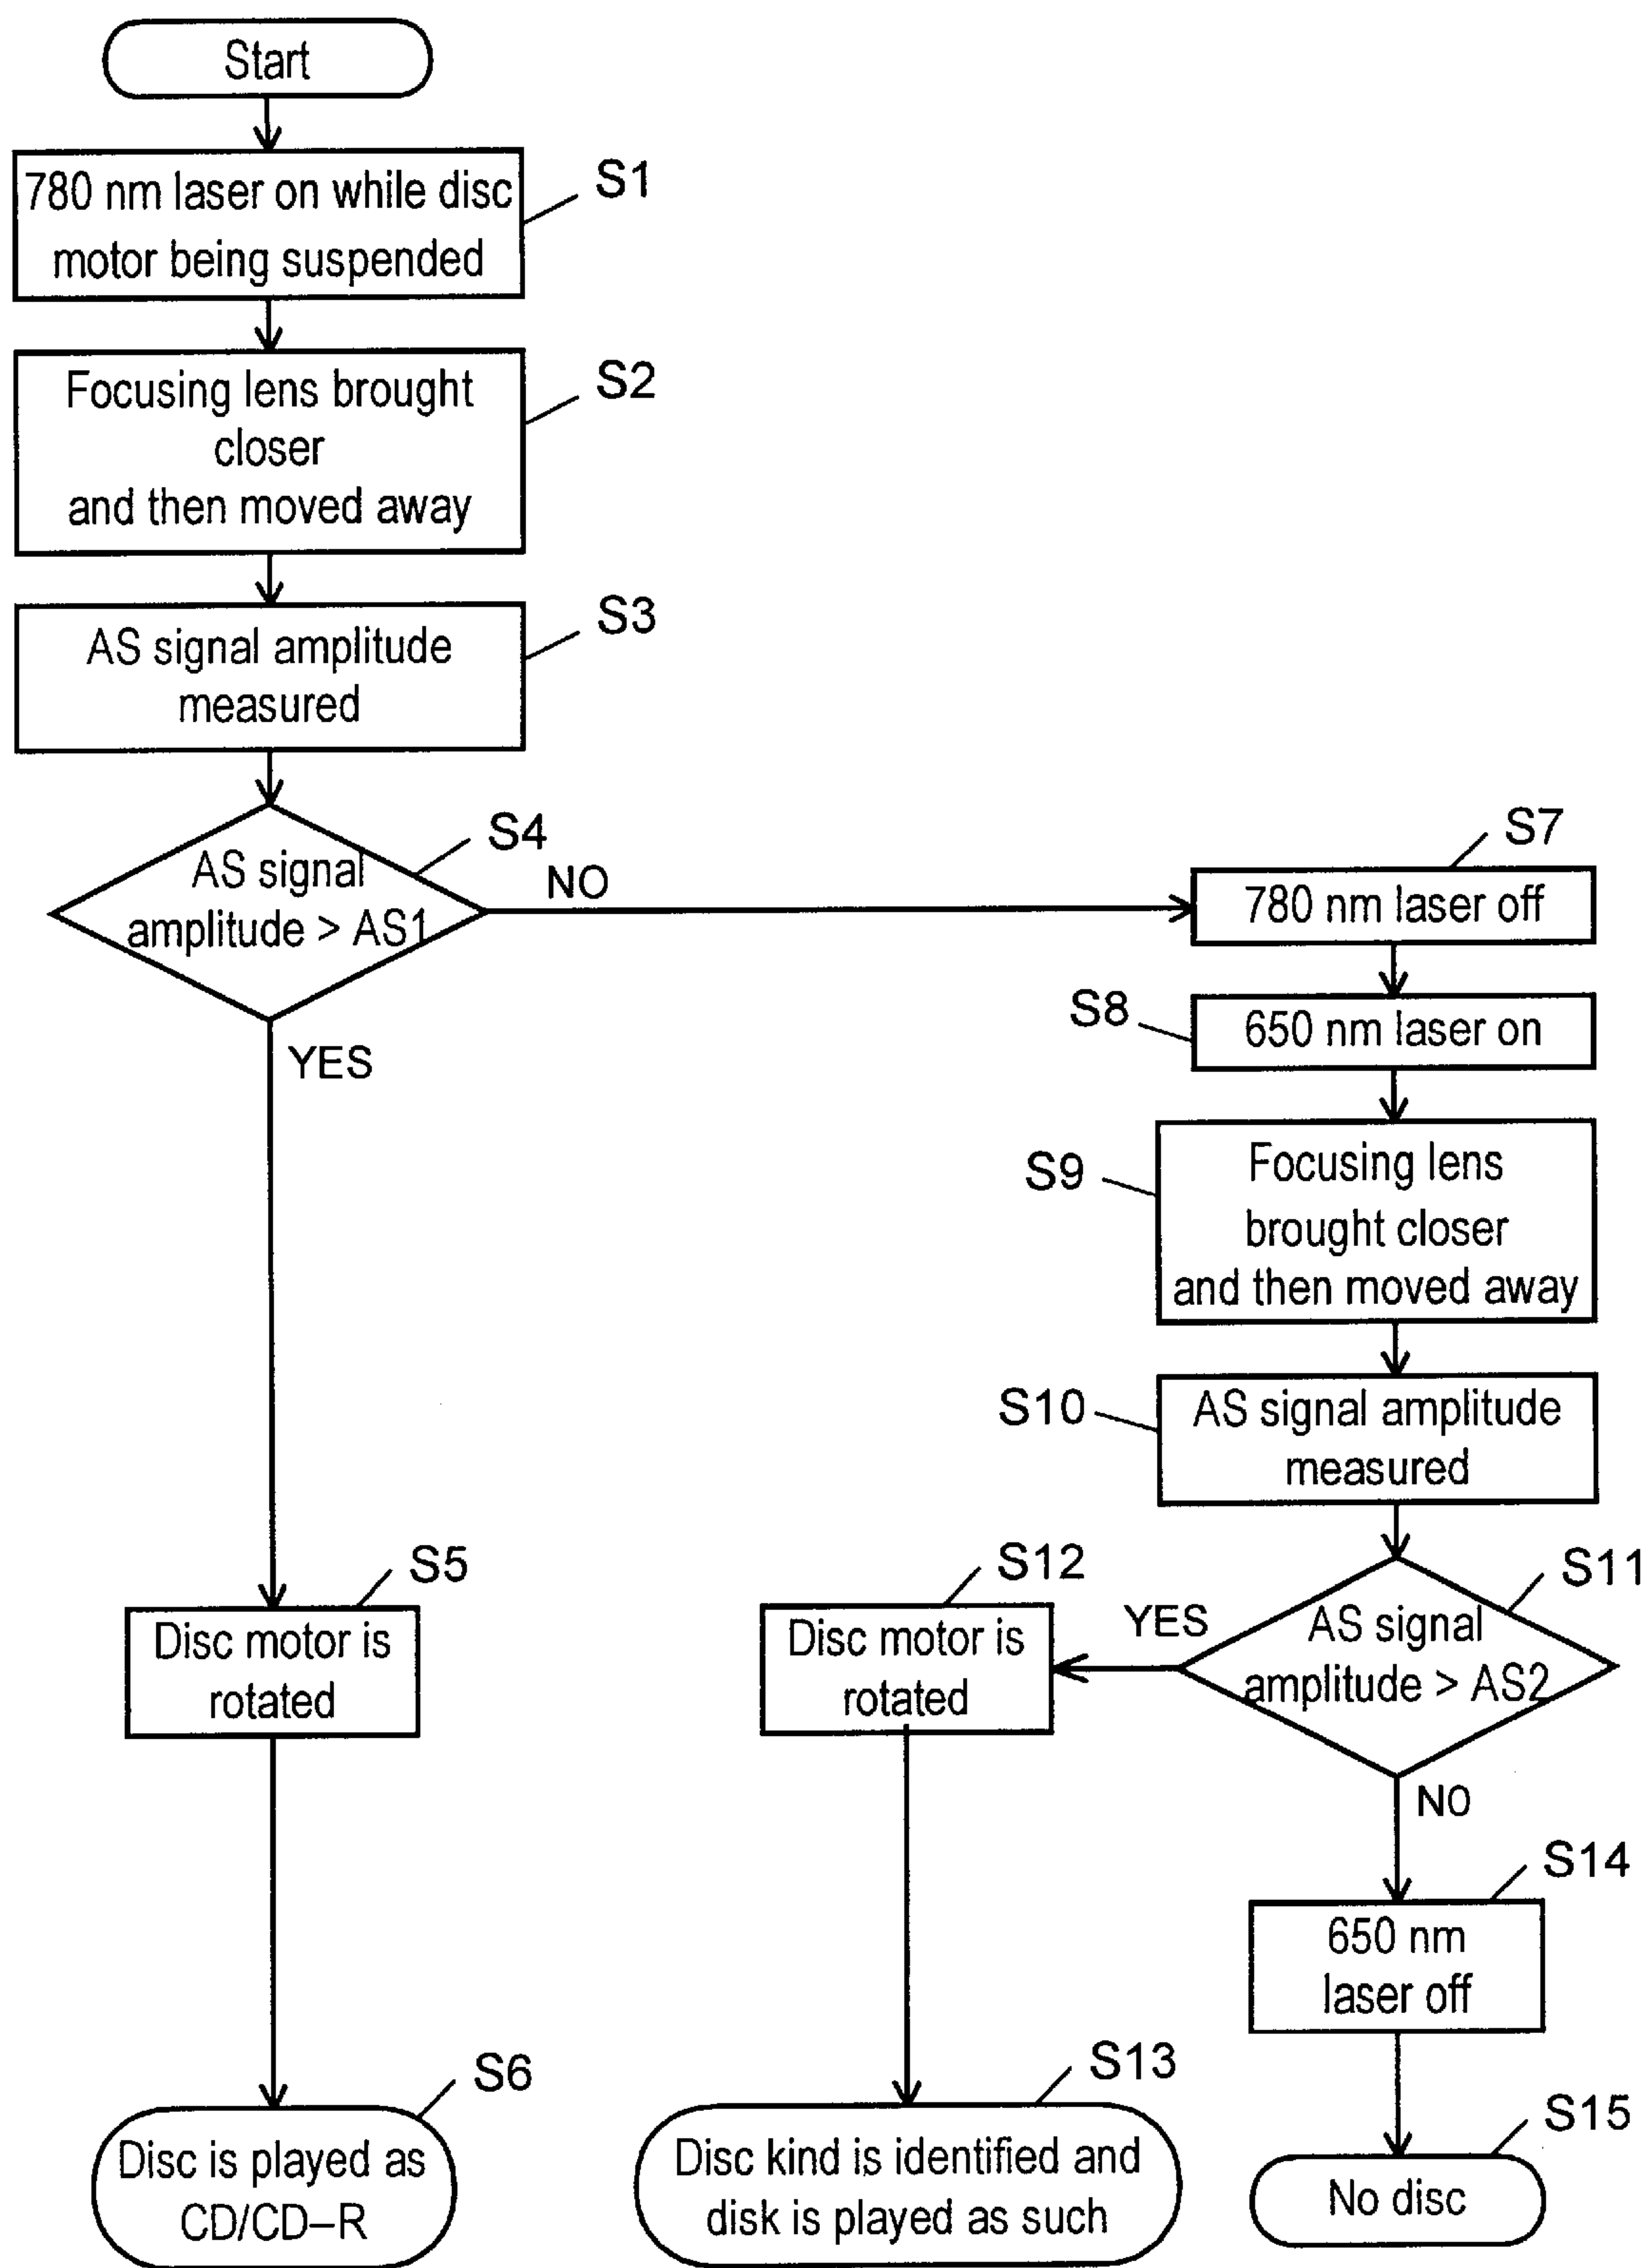 Start
S1
780 nm laser on while disc
motor being suspended
S2
Focusing lens brought
closer
and then moved away
S3
AS signal amplitude
measured
S4
AS signal
amplitude > AS1
NO
YES
S7
780 nm laser off
S8
650 nm laser on
S9
Focusing lens
brought closer
and then moved away
S10
AS signal amplitude
measured
S11
AS signal
amplitude > AS2
YES
NO
S5
Disc motor is
rotated
S12
Disc motor is
rotated
S14
650 nm
laser off
S6
Disc is played as
CD/CD–R
S13
Disc kind is identified and
disk is played as such
S15
No disc